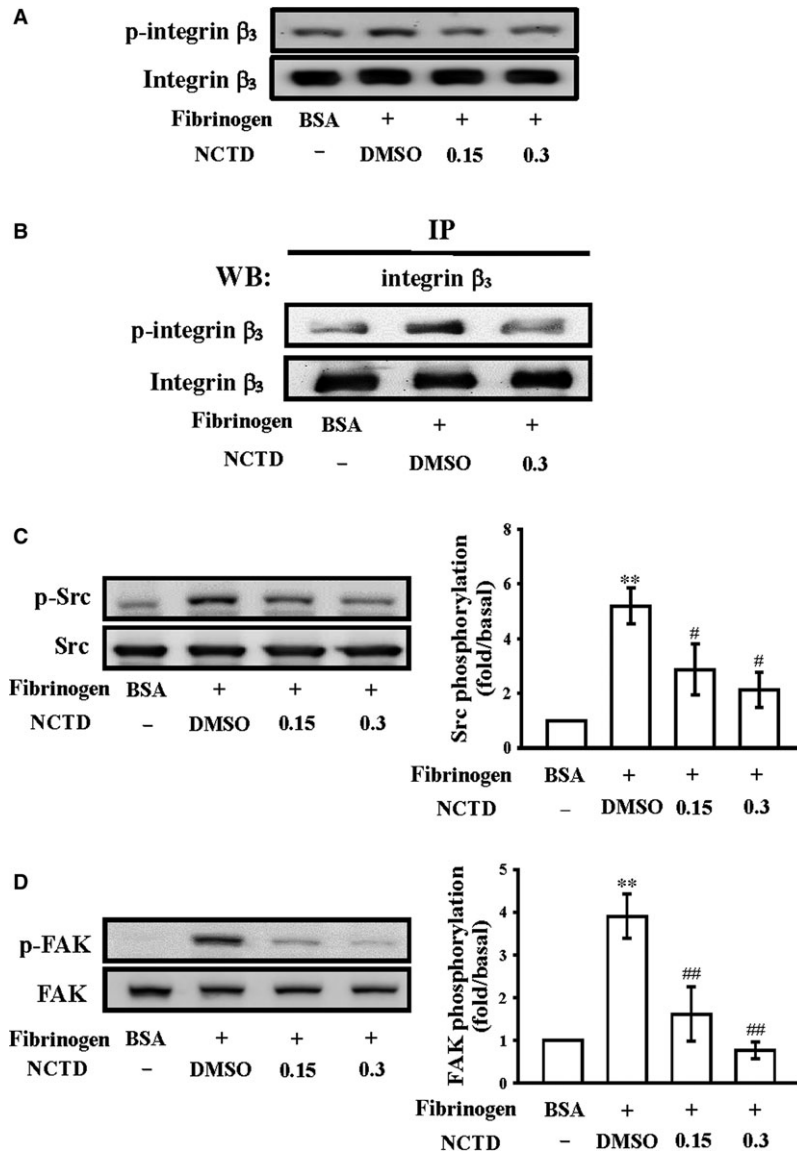 A
p-integrin β₃
Integrin β₃
Fibrinogen BSA + + +
NCTD – DMSO 0.15 0.3
B
IP
WB: integrin β₃
p-integrin β₃
Integrin β₃
Fibrinogen BSA + +
NCTD – DMSO 0.3
C
p-Src
Src
Fibrinogen BSA + + +
NCTD – DMSO 0.15 0.3
Src phosphorylation
(fold/basal)
8
6
4
2
0
**
#
#
Fibrinogen BSA + + +
NCTD – DMSO 0.15 0.3
D
p-FAK
FAK
Fibrinogen BSA + + +
NCTD – DMSO 0.15 0.3
FAK phosphorylation
(fold/basal)
5
4
3
2
1
0
**
##
##
Fibrinogen BSA + + +
NCTD – DMSO 0.15 0.3